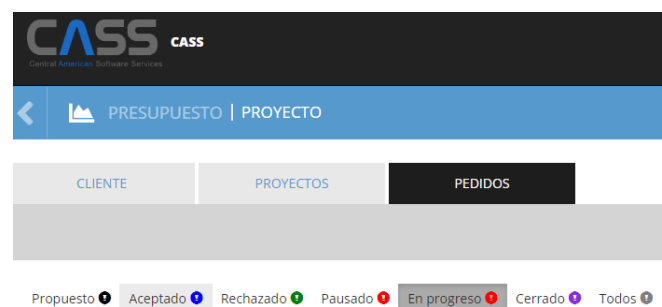 CASS CASS
Central American Software Services
PRESUPUESTO | PROYECTO
CLIENTE PROYECTOS PEDIDOS
Propuesto Aceptado Rechazado Pausado En progreso Cerrado Todos